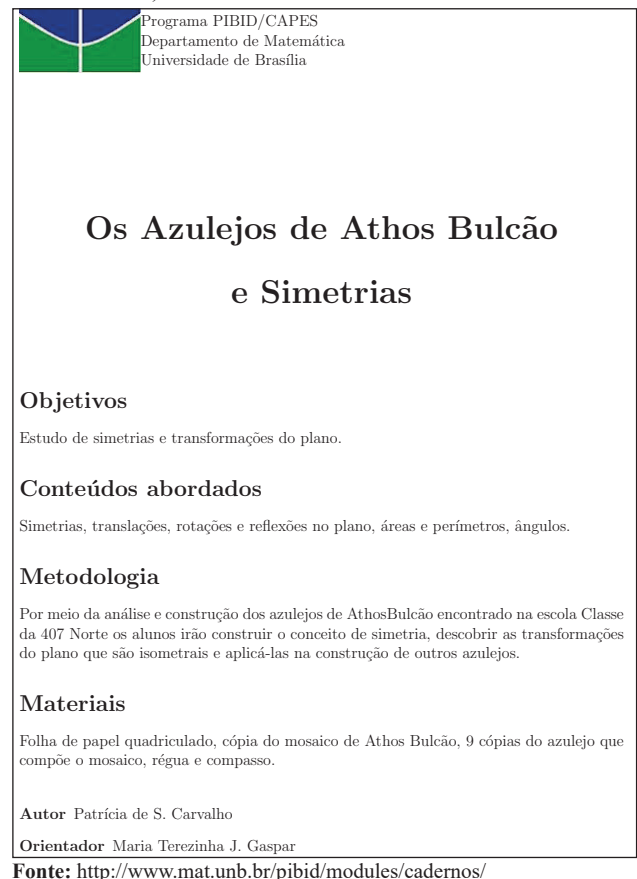 Programa PIBID/CAPES
Departamento de Matemática
Universidade de Brasília
Os Azulejos de Athos Bulcão
e Simetrias
Objetivos
Estudo de simetrias e transformações do plano.
Conteúdos abordados
Simetrias, translações, rotações e reflexões no plano, áreas e perímetros, ângulos.
Metodologia
Por meio da análise e construção dos azulejos de AthosBulcão encontrado na escola Classe
da 407 Norte os alunos irão construir o conceito de simetria, descobrir as transformações
do plano que são isometrais e aplicá-las na construção de outros azulejos.
Materiais
Folha de papel quadriculado, cópia do mosaico de Athos Bulcão, 9 cópias do azulejo que
compõe o mosaico, régua e compasso.
Autor Patrícia de S. Carvalho
Orientador Maria Terezinha J. Gaspar
Fonte: http://www.mat.unb.br/pibid/modules/cadernos/